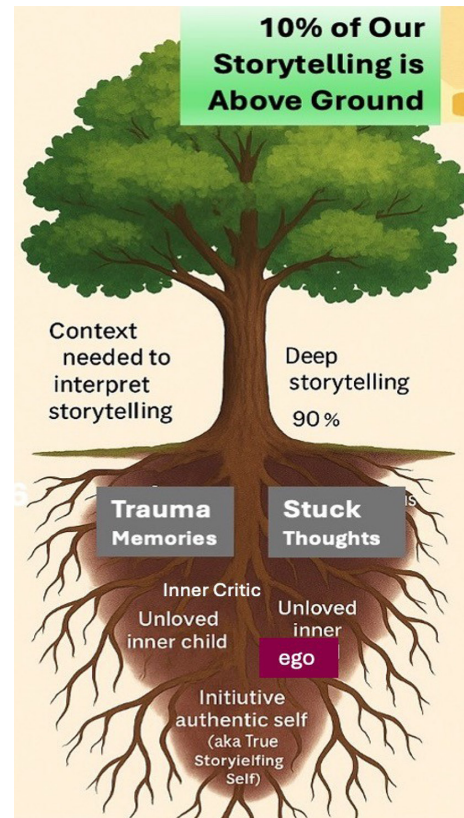 10% of Our
Storytelling is
Above Ground
Context
needed to
interpret
storytelling
Deep
storytelling
90%
Trauma
Memories
Stuck
Thoughts
Inner Critic
Unloved
inner child
Unloved
inner
ego
Initiutive
authentic self
(aka True
Storyielfing
Self)